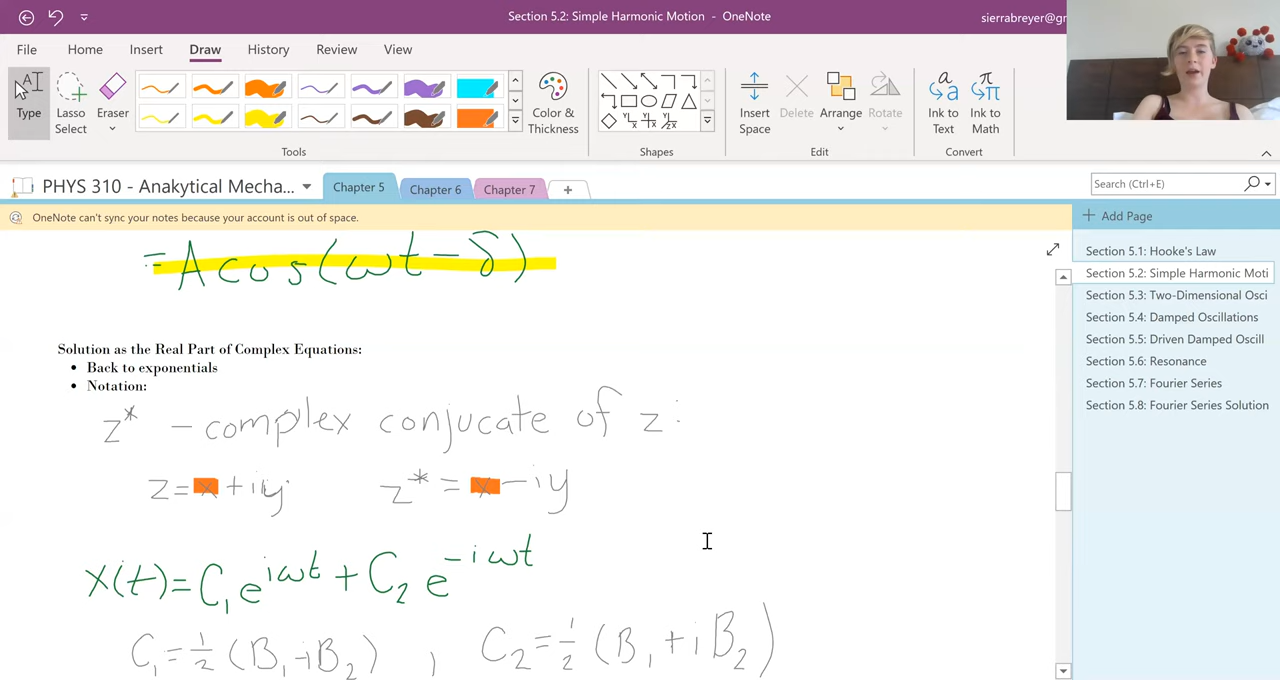 Section 5.2: Simple Harmonic Motion - OneNote
sierrabreyer@gr
File Home Insert Draw History Review View
Type
Lasso Select
Eraser
Color & Thickness
Insert Space
Delete
Arrange
Rotate
Ink to Text
Ink to Math
Tools
Shapes
Edit
Convert
PHYS 310 - Anakytical Mecha...
Chapter 5
Chapter 6
Chapter 7
Search (Ctrl+E)
OneNote can't sync your notes because your account is out of space.
Add Page
Section 5.1: Hooke's Law
Section 5.2: Simple Harmonic Moti
Section 5.3: Two-Dimensional Osci
Section 5.4: Damped Oscillations
Section 5.5: Driven Damped Oscill
Section 5.6: Resonance
Section 5.7: Fourier Series
Section 5.8: Fourier Series Solution
= A cos(ωt - δ)
Solution as the Real Part of Complex Equations:
• Back to exponentials
• Notation:
z* - complex conjucate of z:
z = x + iy z* = x - iy
x(t) = C₁e^{iωt} + C₂e^{-iωt}
C₁ = ½ (B₁ - iB₂) , C₂ = ½ (B₁ + iB₂)